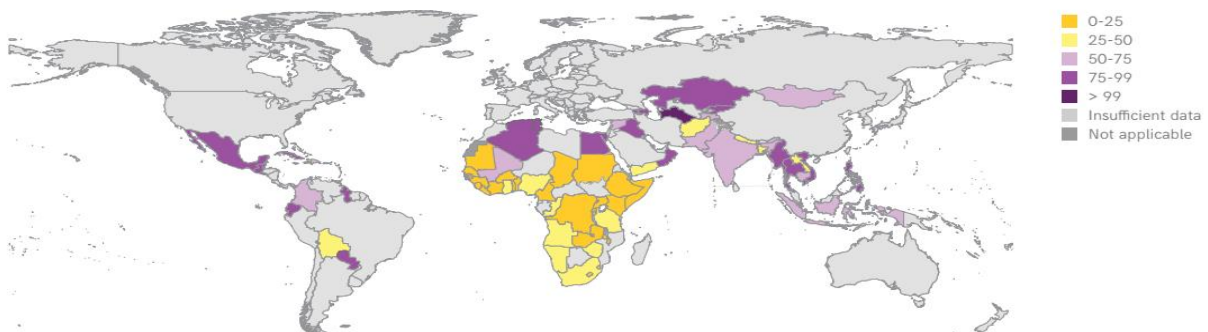 0-25
25-50
50-75
75-99
> 99
Insufficient data
Not applicable